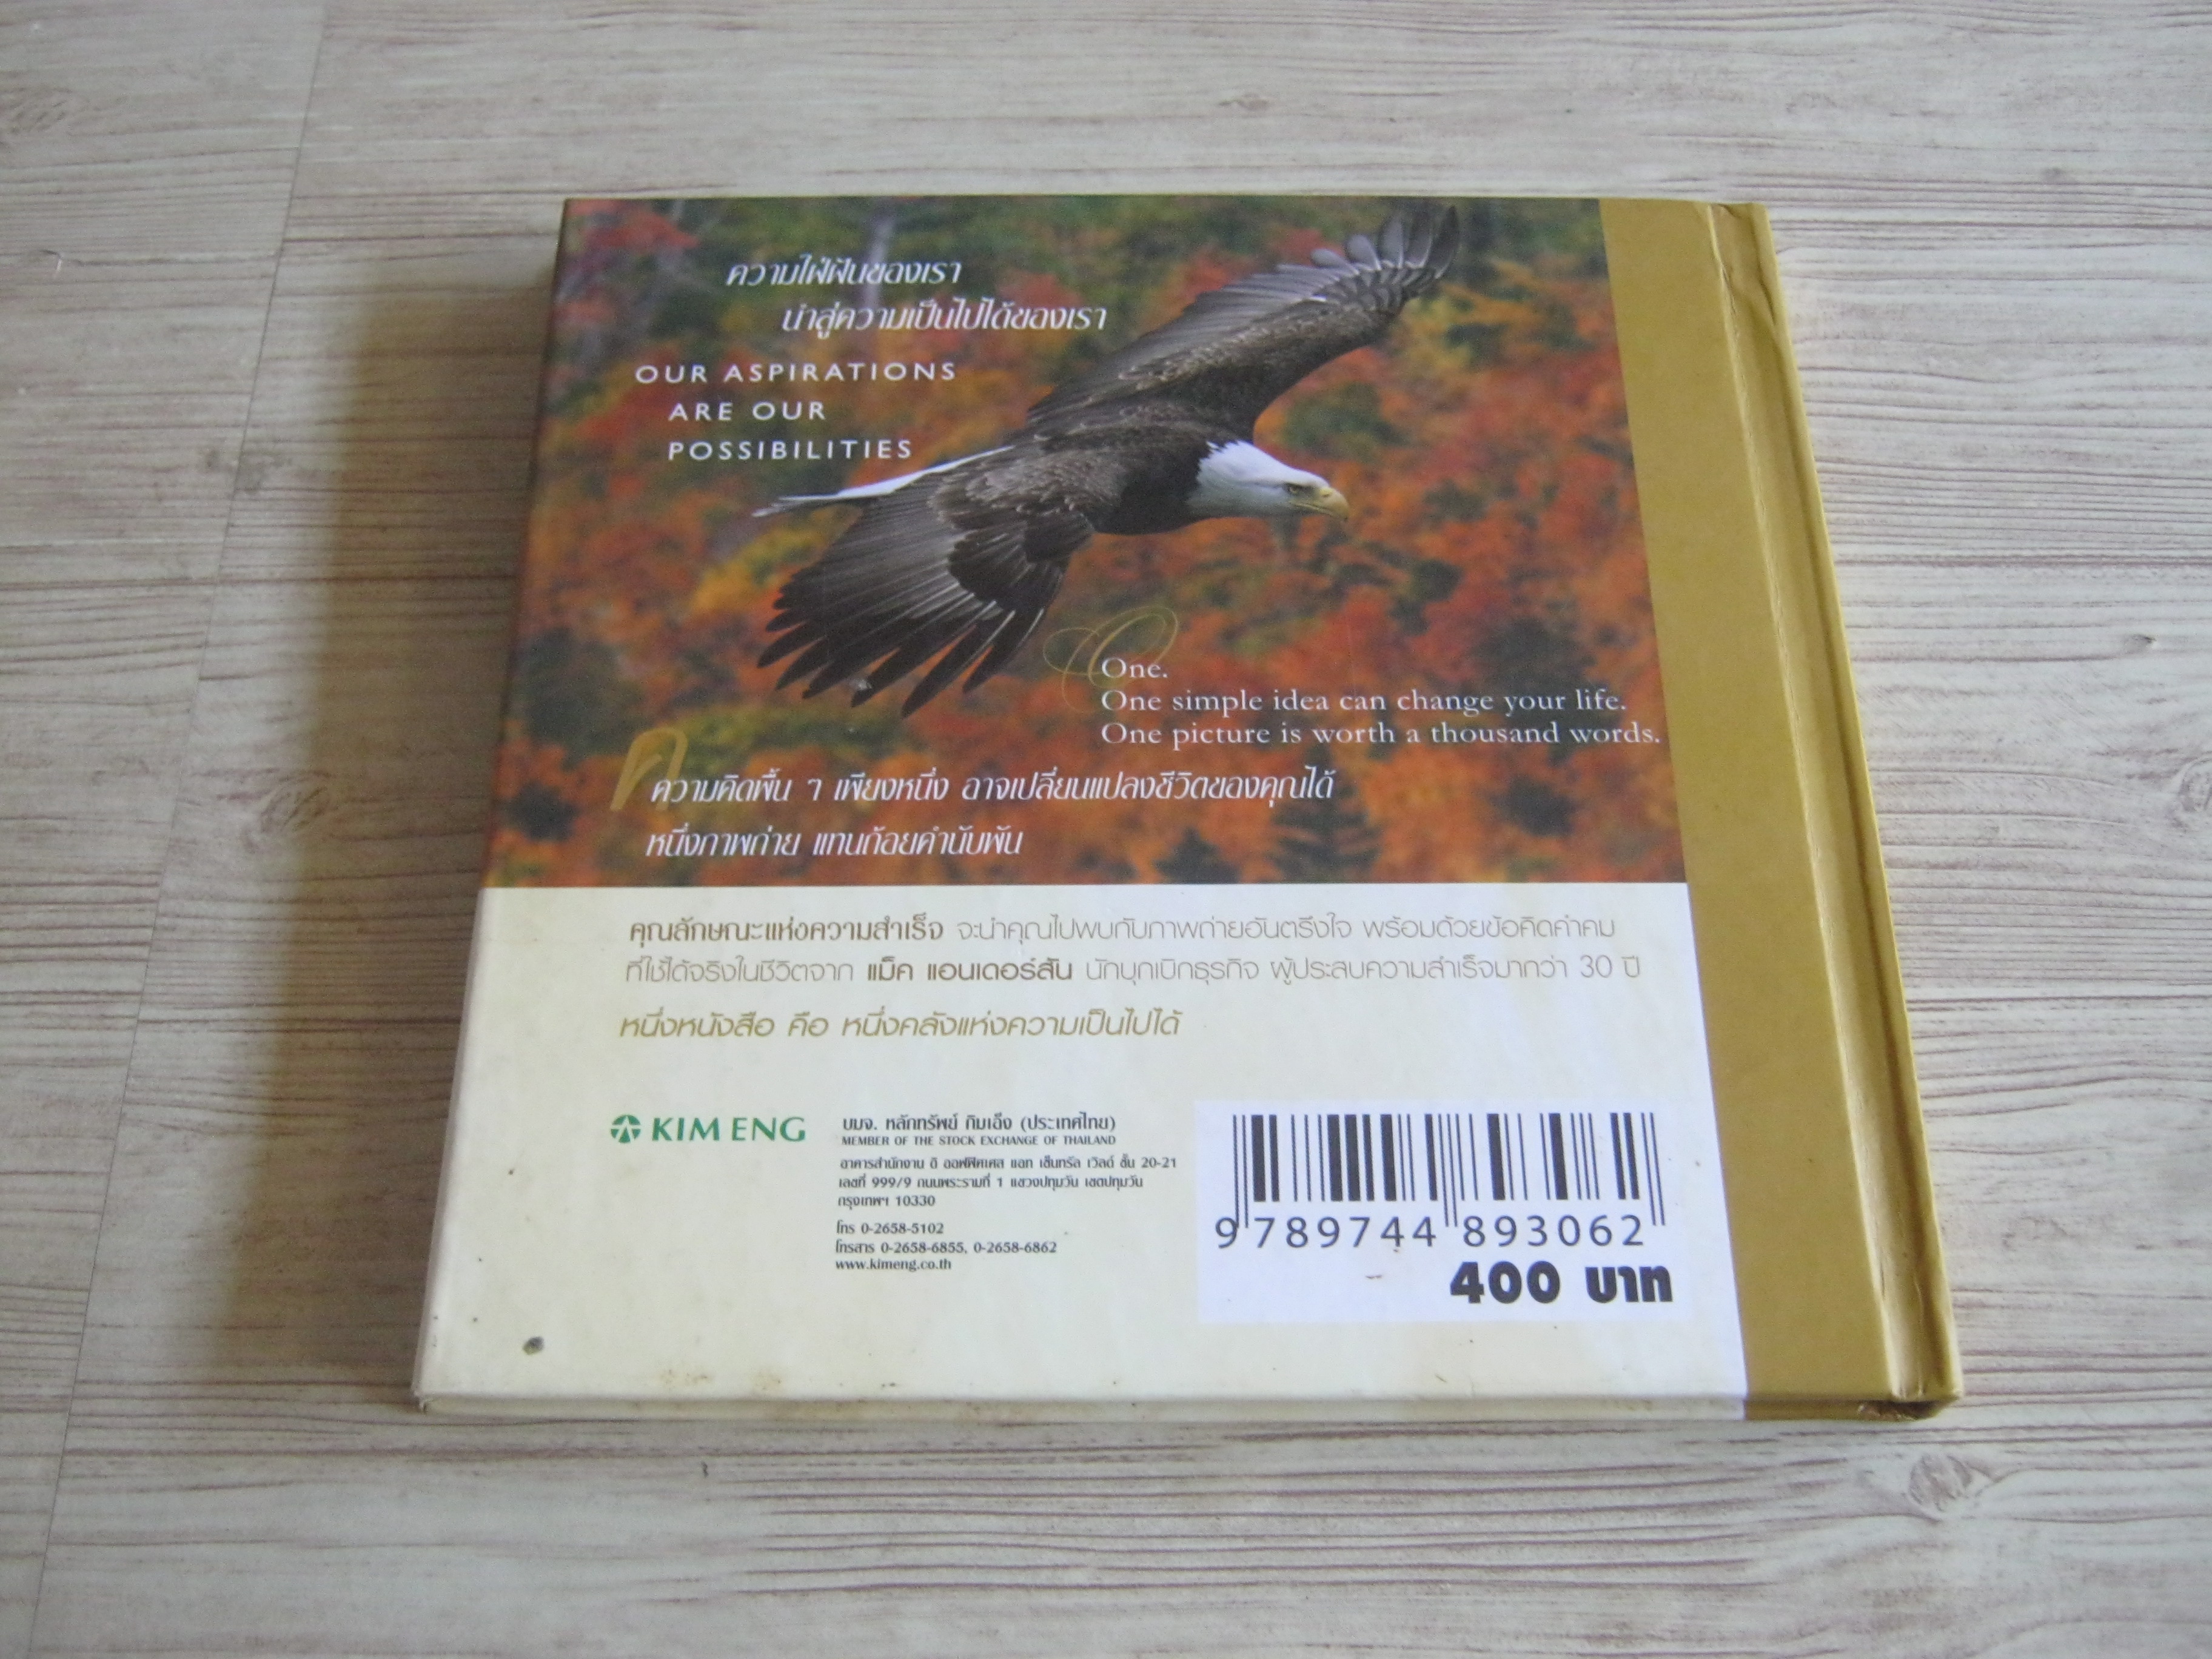 ความใฝ่ฝันของเรา
นำสู่ความเป็นไปได้ของเรา
OUR ASPIRATIONS
ARE OUR
POSSIBILITIES
One.
One simple idea can change your life.
One picture is worth a thousand words.
ความคิดพื้น ๆ เพียงหนึ่ง อาจเปลี่ยนแปลงชีวิตของคุณได้
หนึ่งภาพถ่าย แทนถ้อยคำนับพัน
คุณลักษณะแห่งความสำเร็จ จะนำคุณไปพบกับภาพถ่ายอันตรึงใจ พร้อมด้วยข้อคิดคำคม
ที่ใช้ได้จริงในชีวิตจาก แม็ค แอนเดอร์สัน นักบุกเบิกธุรกิจ ผู้ประสบความสำเร็จมากว่า 30 ปี
หนึ่งหนังสือ คือ หนึ่งคลังแห่งความเป็นไปได้
KIM ENG
บมจ. หลักทรัพย์ กิมเอ็ง (ประเทศไทย)
MEMBER OF THE STOCK EXCHANGE OF THAILAND
อาคารสำนักงาน ดิ ออฟฟิศเศส แอท เซ็นทรัล เวิลด์ ชั้น 20-21
เลขที่ 999/9 ถนนพระรามที่ 1 แขวงปทุมวัน เขตปทุมวัน
กรุงเทพฯ 10330
โทร 0-2658-5102
โทรสาร 0-2658-6855, 0-2658-6862
www.kimeng.co.th
9 789744 893062
400 บาท